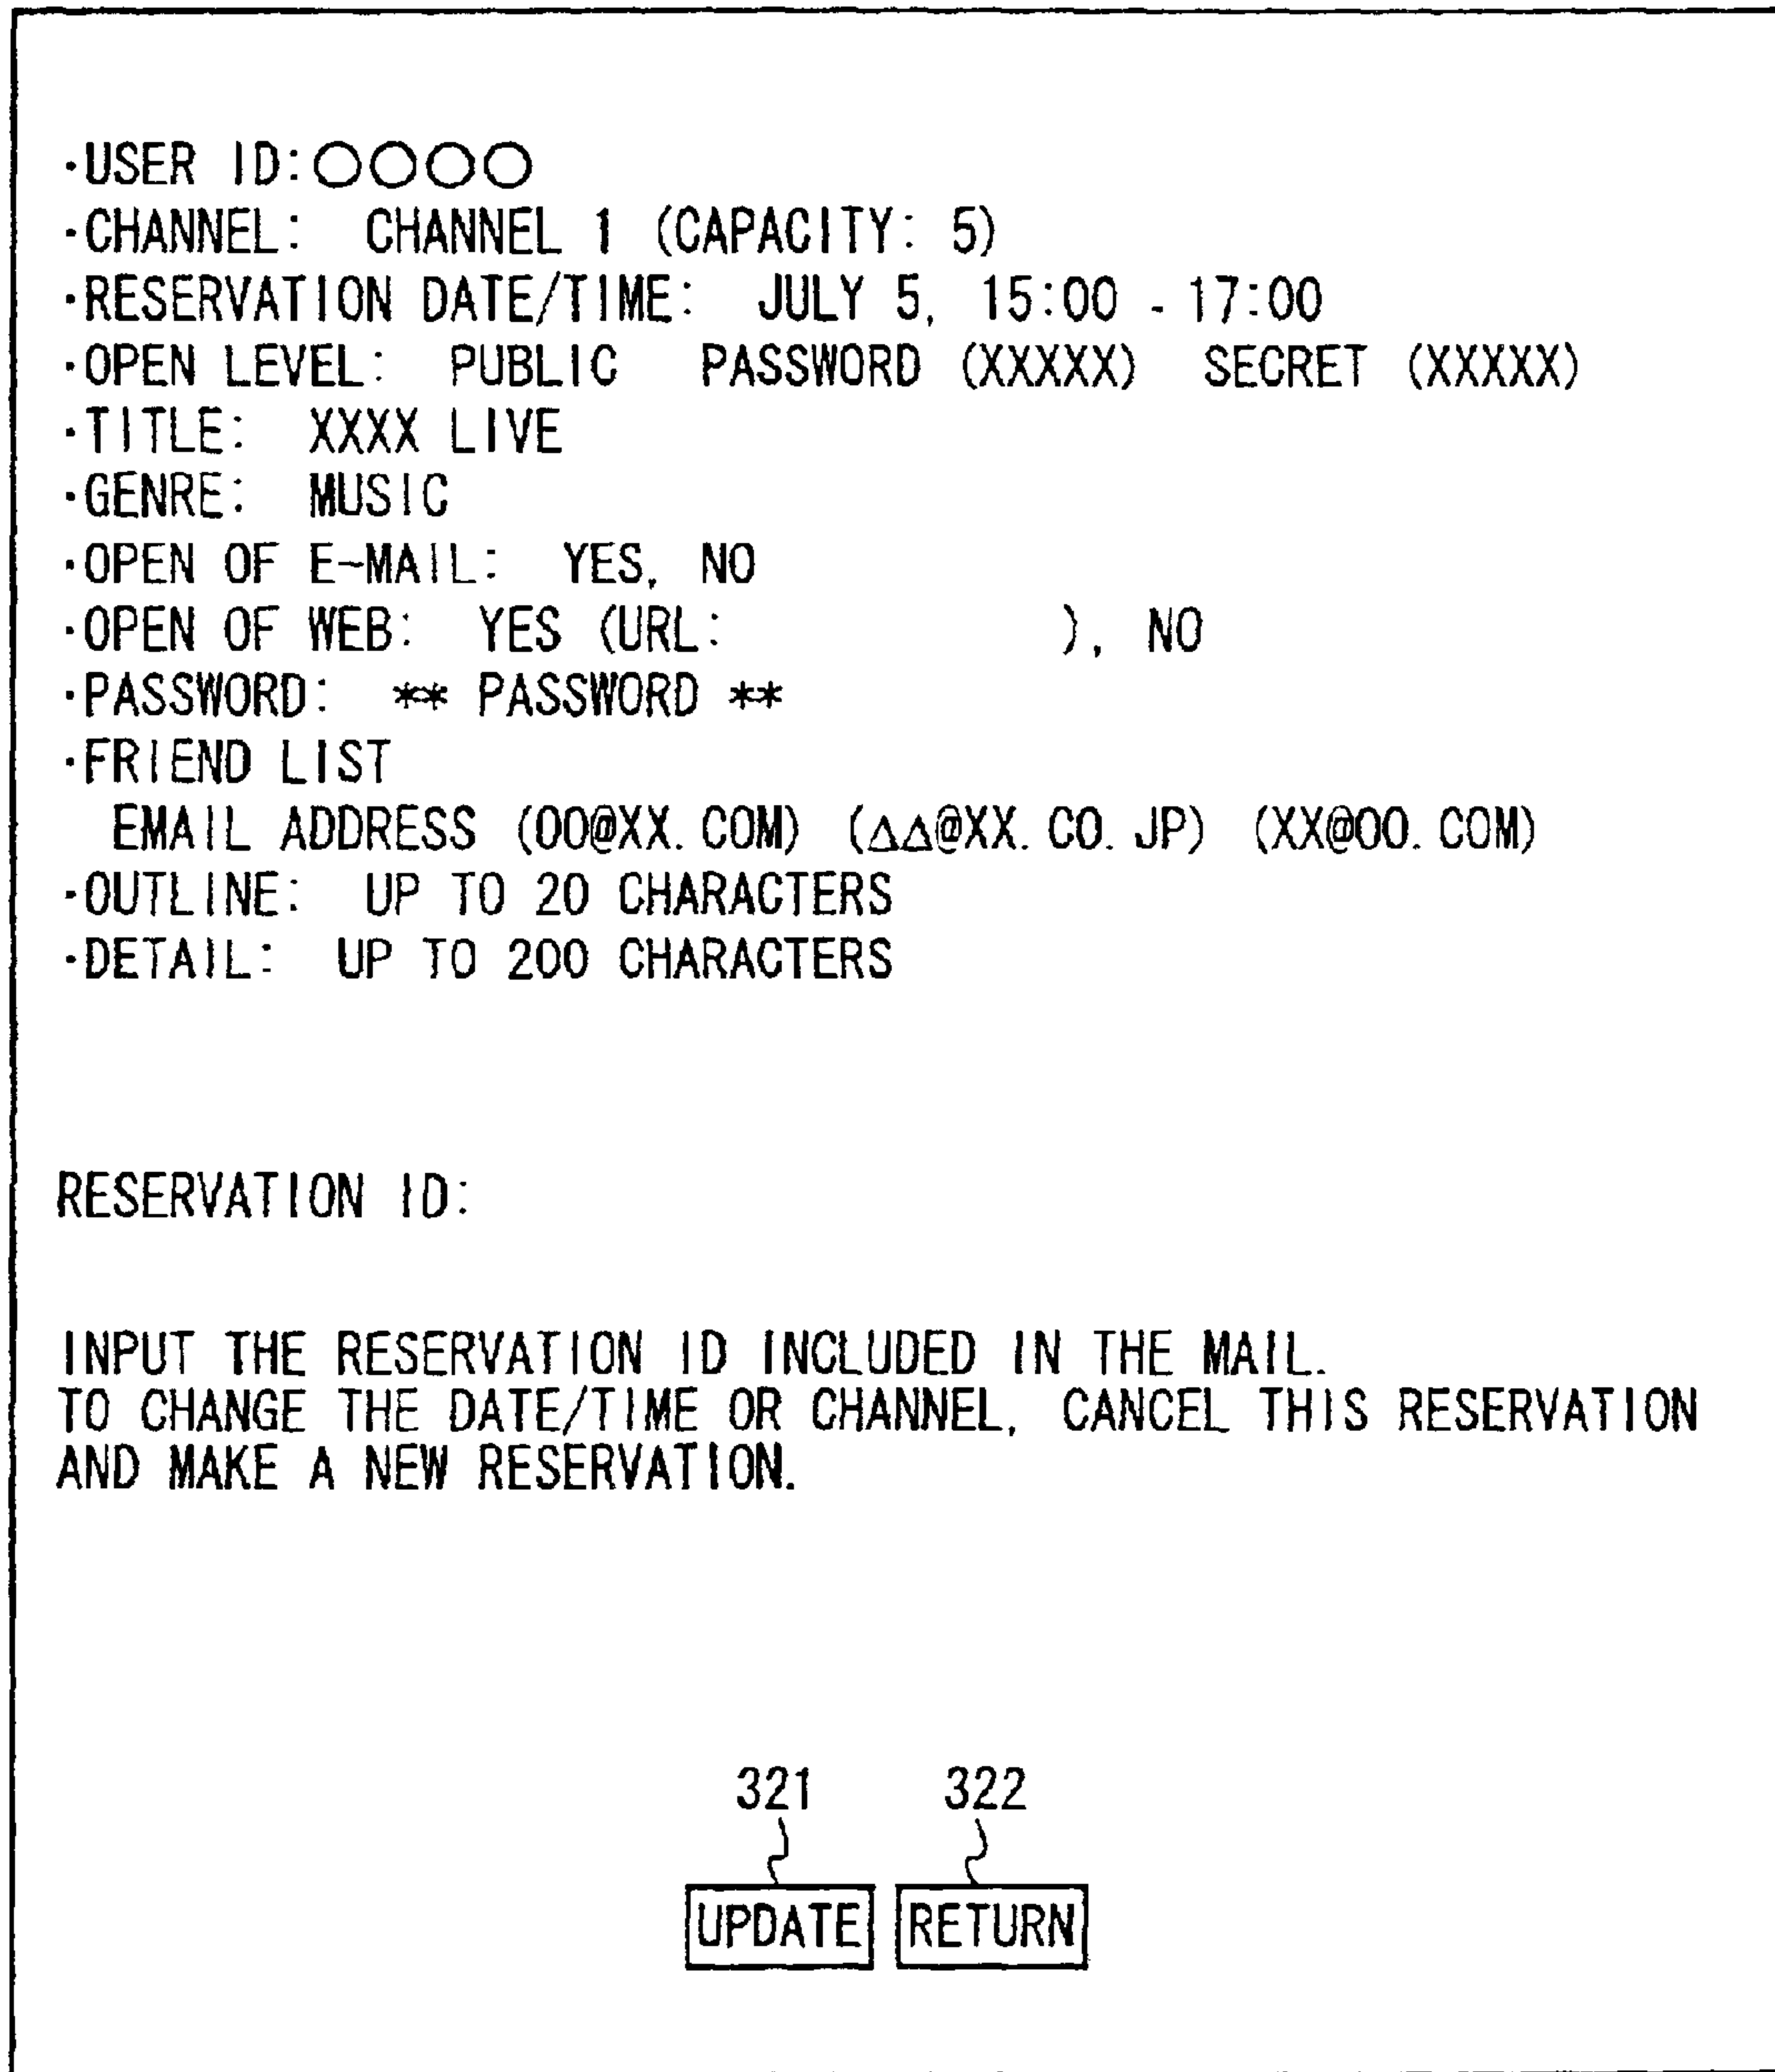 ·USER ID:○○○○
·CHANNEL: CHANNEL 1 (CAPACITY: 5)
·RESERVATION DATE/TIME: JULY 5, 15:00 - 17:00
·OPEN LEVEL: PUBLIC PASSWORD (XXXXX) SECRET (XXXXX)
·TITLE: XXXX LIVE
·GENRE: MUSIC
·OPEN OF E-MAIL: YES, NO
·OPEN OF WEB: YES (URL: ), NO
·PASSWORD: ** PASSWORD **
·FRIEND LIST
EMAIL ADDRESS (OO@XX.COM) (△△@XX.CO.JP) (XX@OO.COM)
·OUTLINE: UP TO 20 CHARACTERS
·DETAIL: UP TO 200 CHARACTERS
RESERVATION ID:
INPUT THE RESERVATION ID INCLUDED IN THE MAIL.
TO CHANGE THE DATE/TIME OR CHANNEL, CANCEL THIS RESERVATION
AND MAKE A NEW RESERVATION.
321 322
UPDATE RETURN